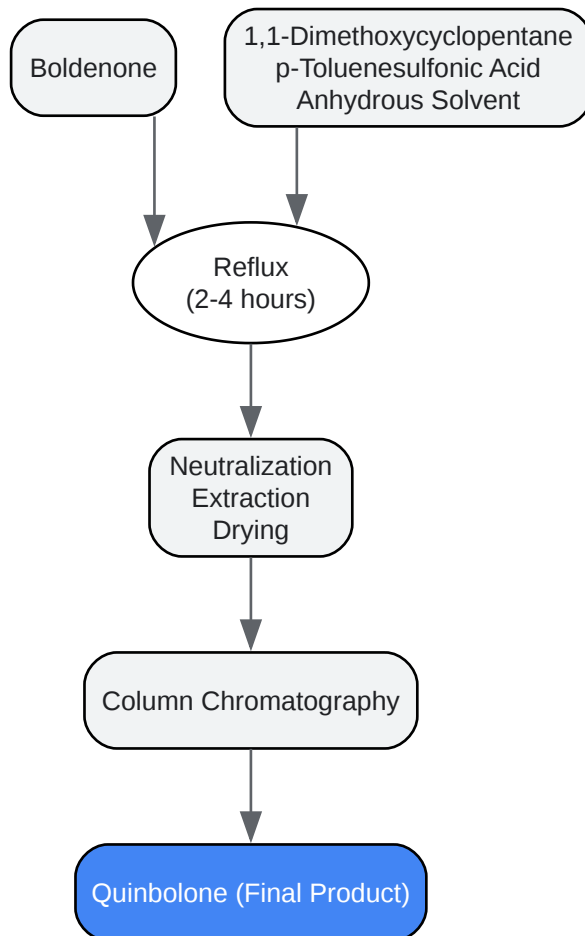 Boldenone
1,1-Dimethoxycyclopentane
p-Toluenesulfonic Acid
Anhydrous Solvent
Reflux
(2-4 hours)
Neutralization
Extraction
Drying
Column Chromatography
Quinbolone (Final Product)